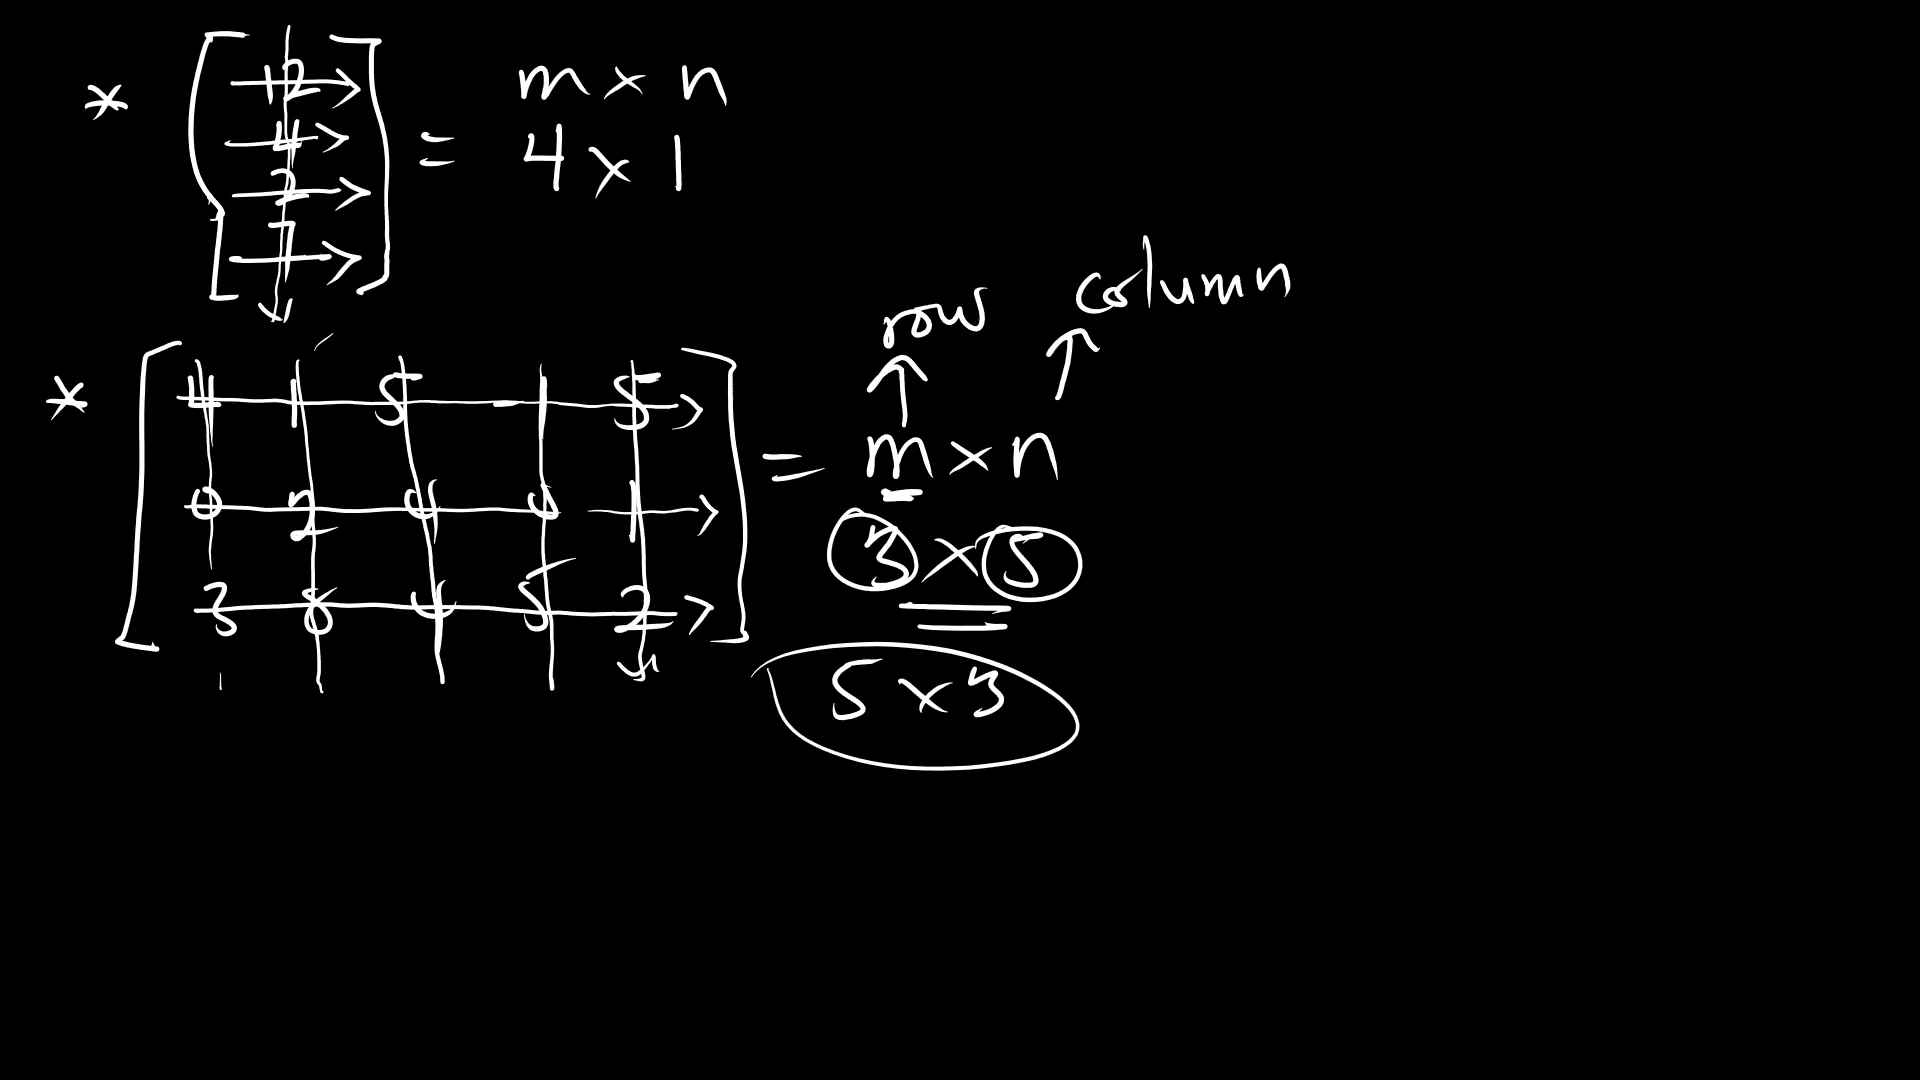 * [ 12 = m × n
4 4 × 1
2
7 ]
row column
* [ 4 1 5 -1 5
0 2 4 0 1 = m × n
3 8 4 5 2 ] 3 × 5
5 × 3